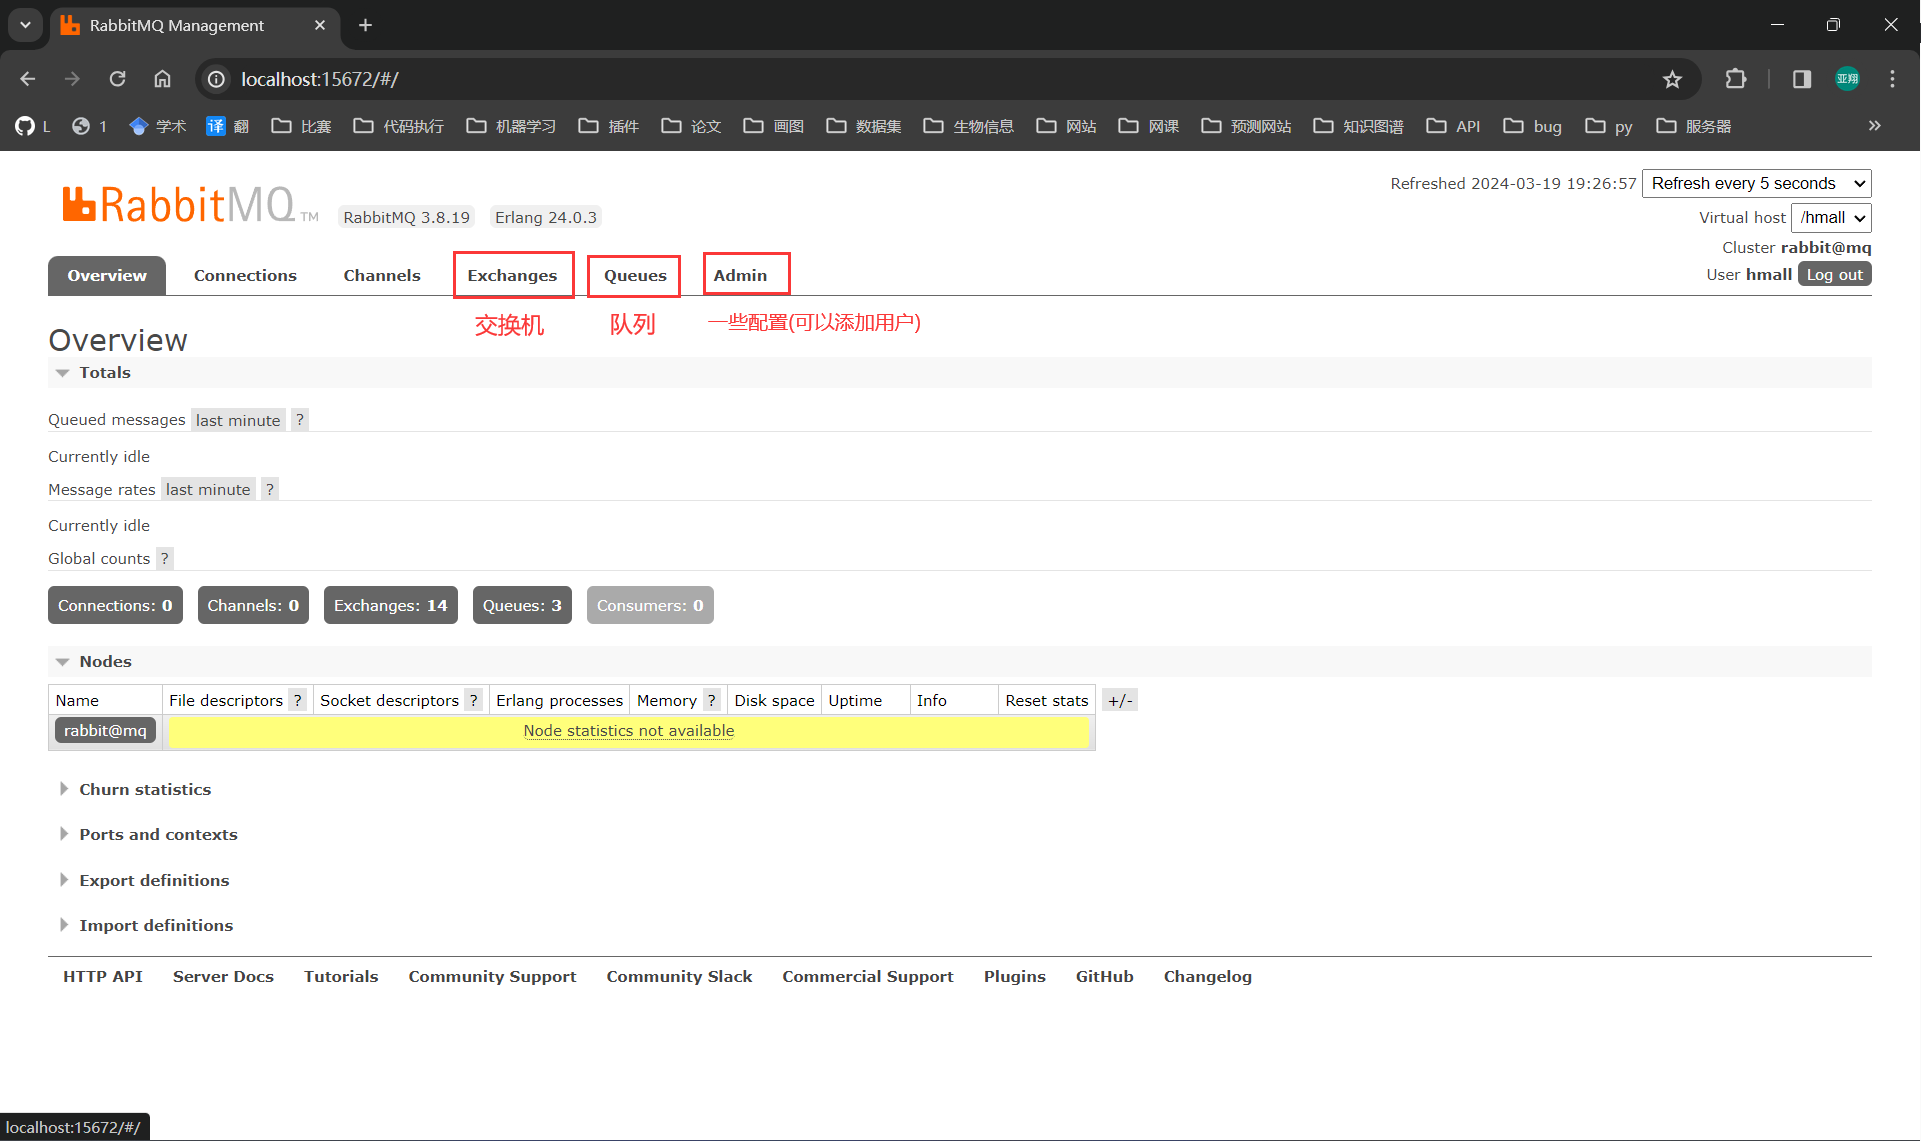 RabbitMQ Management
localhost:15672/#/
L 1 学术 译 翻 比赛 代码执行 机器学习 插件 论文 画图 数据集 生物信息 网站 网课 预测网站 知识图谱 API bug py 服务器 »
亚翔
RabbitMQ TM RabbitMQ 3.8.19 Erlang 24.0.3
Refreshed 2024-03-19 19:26:57 Refresh every 5 seconds
Virtual host /hmall
Cluster rabbit@mq
User hmall Log out
Overview Connections Channels Exchanges Queues Admin
交换机 队列 一些配置(可以添加用户)
Overview
Totals
Queued messages last minute ?
Currently idle
Message rates last minute ?
Currently idle
Global counts ?
Connections: 0 Channels: 0 Exchanges: 14 Queues: 3 Consumers: 0
Nodes
Name File descriptors ? Socket descriptors ? Erlang processes Memory ? Disk space Uptime Info Reset stats +/-
rabbit@mq Node statistics not available
Churn statistics
Ports and contexts
Export definitions
Import definitions
HTTP API Server Docs Tutorials Community Support Community Slack Commercial Support Plugins GitHub Changelog
localhost:15672/#/